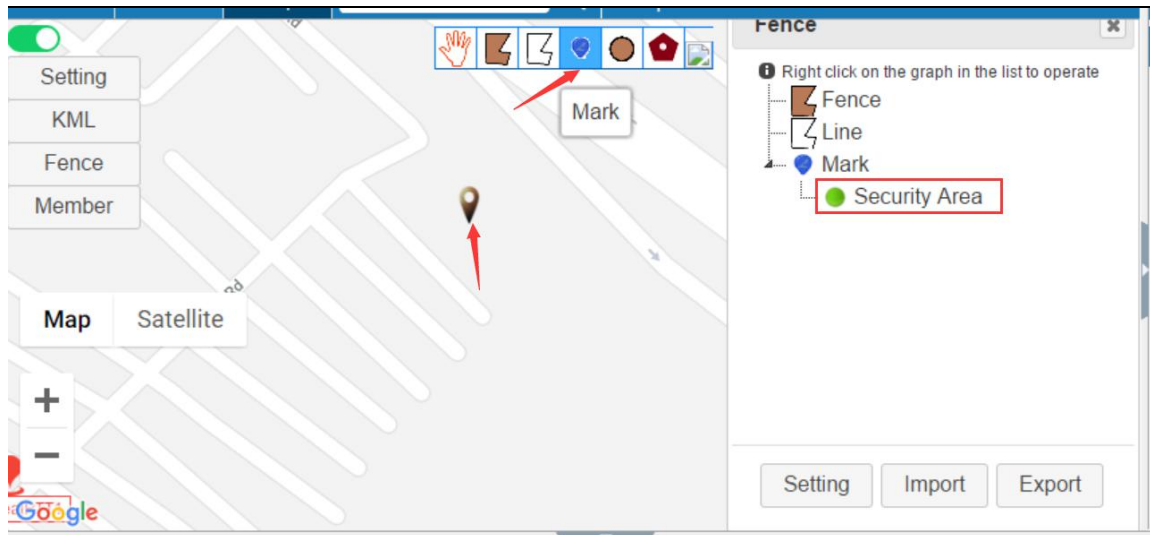 Fence
Setting
KML
Fence
Member
Mark
Right click on the graph in the list to operate
Fence
Line
Mark
Security Area
Rd
Map
Satellite
+
−
Google
Setting
Import
Export